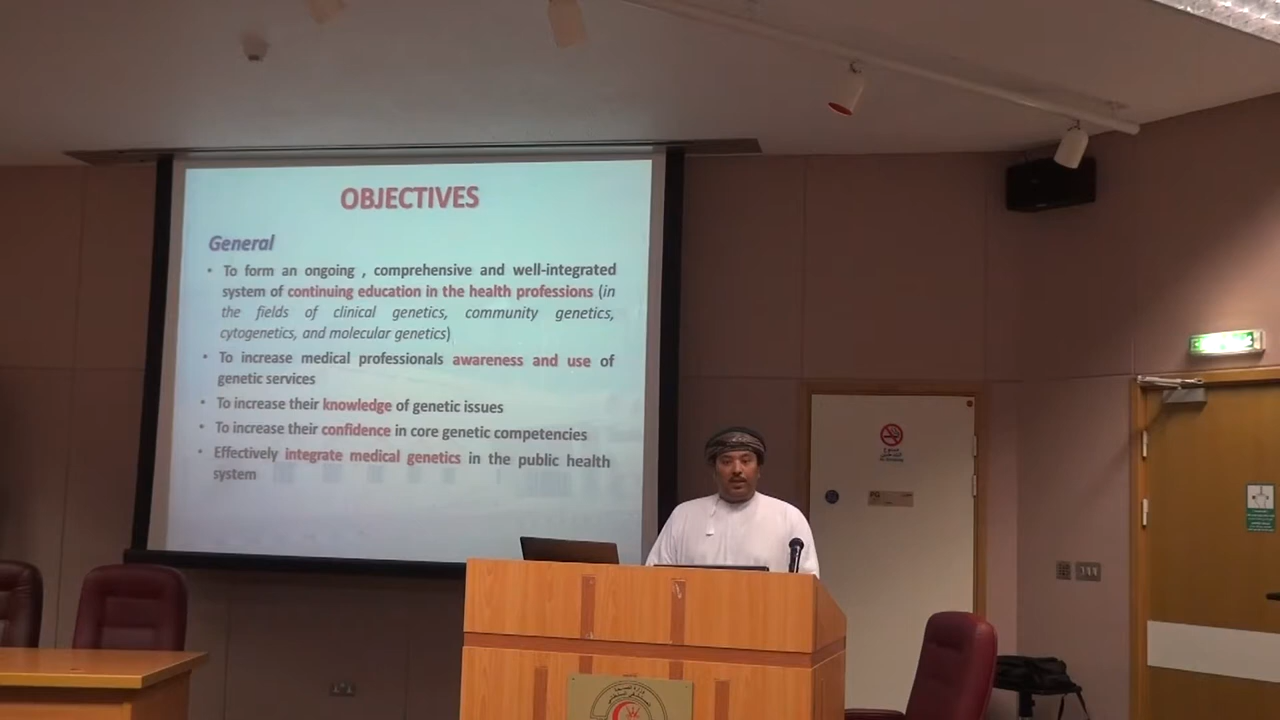 OBJECTIVES
General
• To form an ongoing , comprehensive and well-integrated
system of continuing education in the health professions (in
the fields of clinical genetics, community genetics,
cytogenetics, and molecular genetics)
• To increase medical professionals awareness and use of
genetic services
• To increase their knowledge of genetic issues
• To increase their confidence in core genetic competencies
• Effectively integrate medical genetics in the public health
system
وزارة الصحة